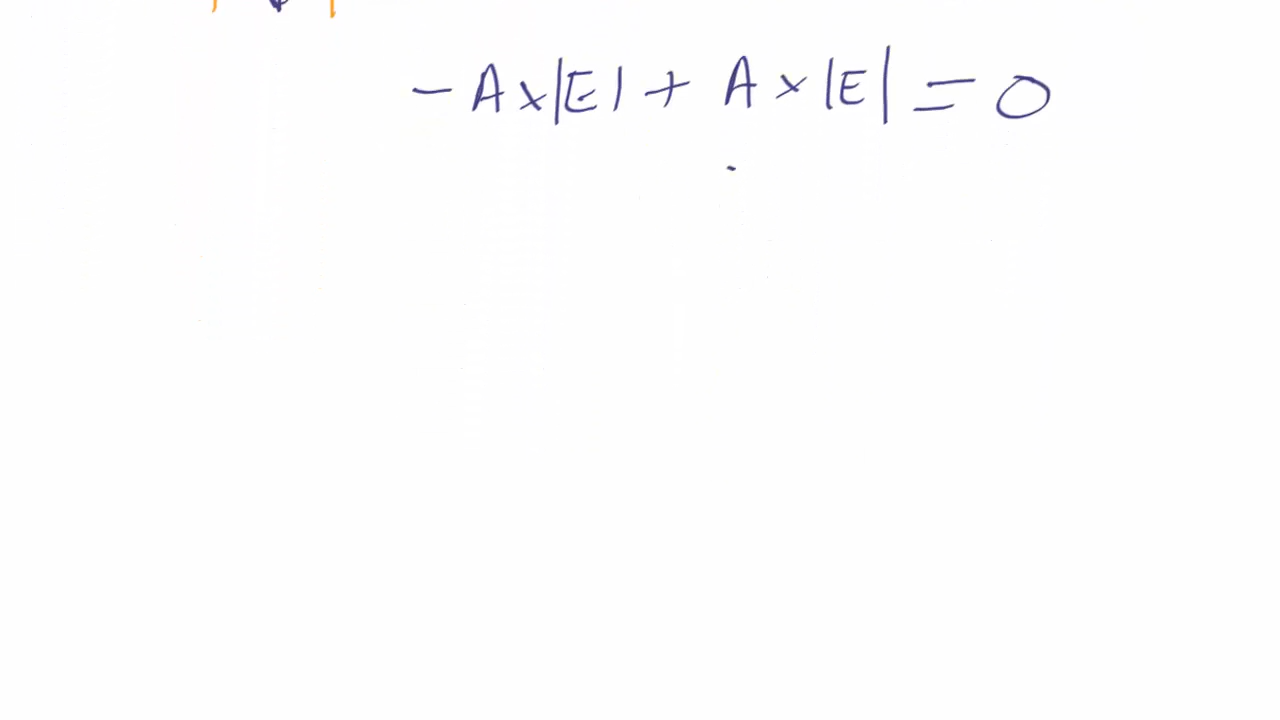 - A × |E| + A × |E| = 0